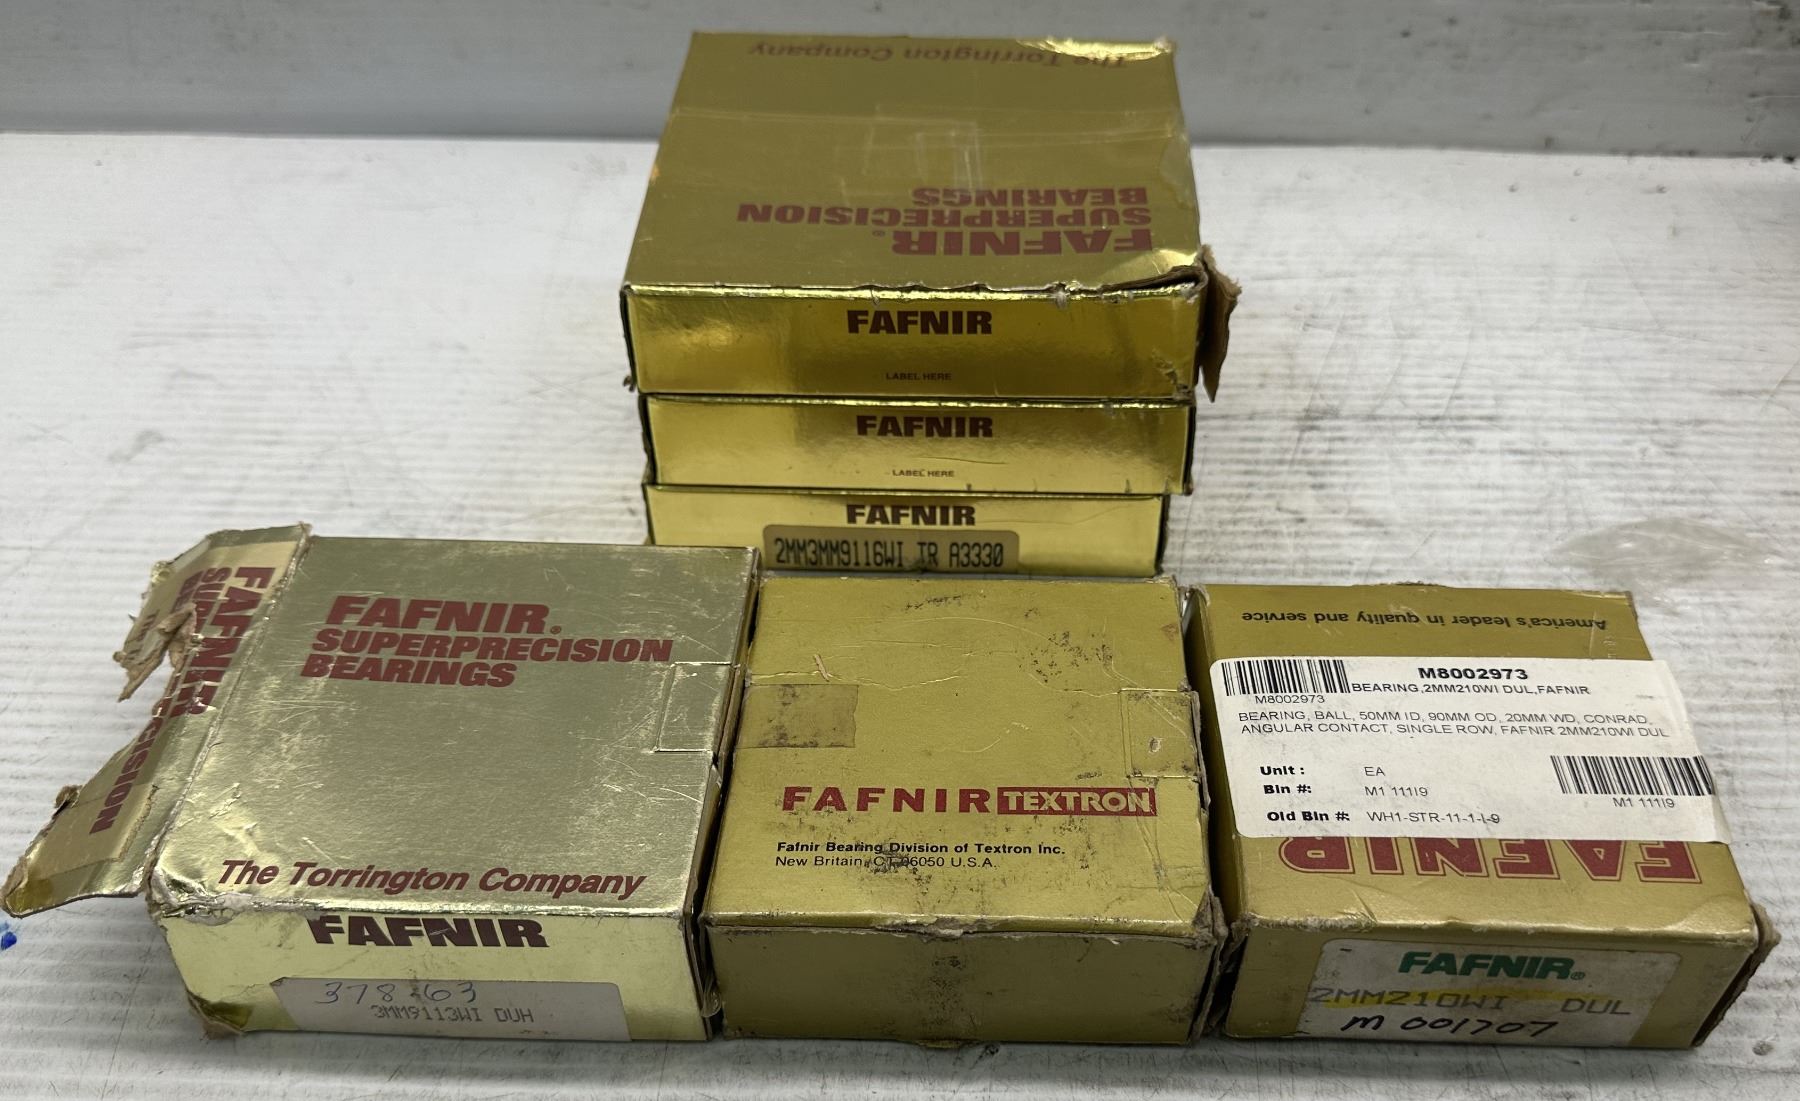 The Torrington Company
FAFNIR®
SUPERPRECISION
BEARINGS
FAFNIR
LABEL HERE
FAFNIR
LABEL HERE
FAFNIR
2MM3MM9116WI TR A3330
FAFNIR
SUPERPRECISION
FAFNIR®
SUPERPRECISION
BEARINGS
The Torrington Company
FAFNIR
378.63
3MM9113WI DUH
FAFNIR TEXTRON
Fafnir Bearing Division of Textron Inc.
New Britain, CT 06050 U.S.A.
America's leader in quality and service
M8002973
BEARING,2MM210WI DUL,FAFNIR
M8002973
BEARING, BALL, 50MM ID, 90MM OD, 20MM WD, CONRAD,
ANGULAR CONTACT, SINGLE ROW, FAFNIR 2MM210WI DUL
Unit : EA
Bin #: M1 111I9
M1 111I9
Old Bin #: WH1-STR-11-1-I-9
FAFNIR
FAFNIR®
2MM210WI DUL
M 001707